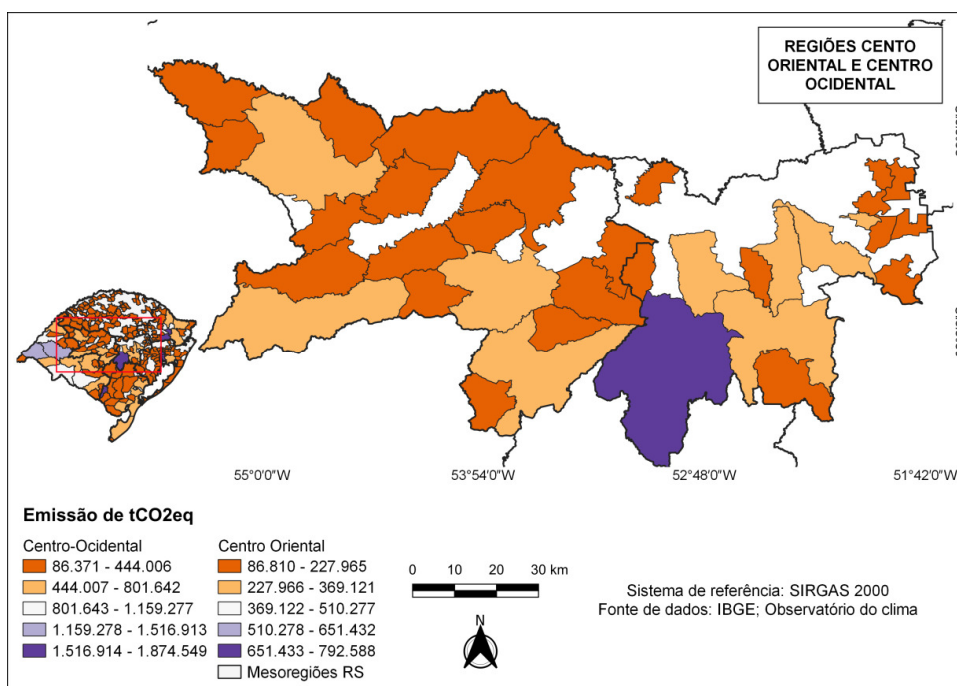 REGIÕES CENTO
ORIENTAL E CENTRO
OCIDENTAL
55°0′0″W
53°54′0″W
52°48′0″W
51°42′0″W
Emissão de tCO2eq
Centro-Ocidental
86.371 - 444.006
444.007 - 801.642
801.643 - 1.159.277
1.159.278 - 1.516.913
1.516.914 - 1.874.549
Centro Oriental
86.810 - 227.965
227.966 - 369.121
369.122 - 510.277
510.278 - 651.432
651.433 - 792.588
Mesoregiões RS
0 10 20 30 km
N
Sistema de referência: SIRGAS 2000
Fonte de dados: IBGE; Observatório do clima